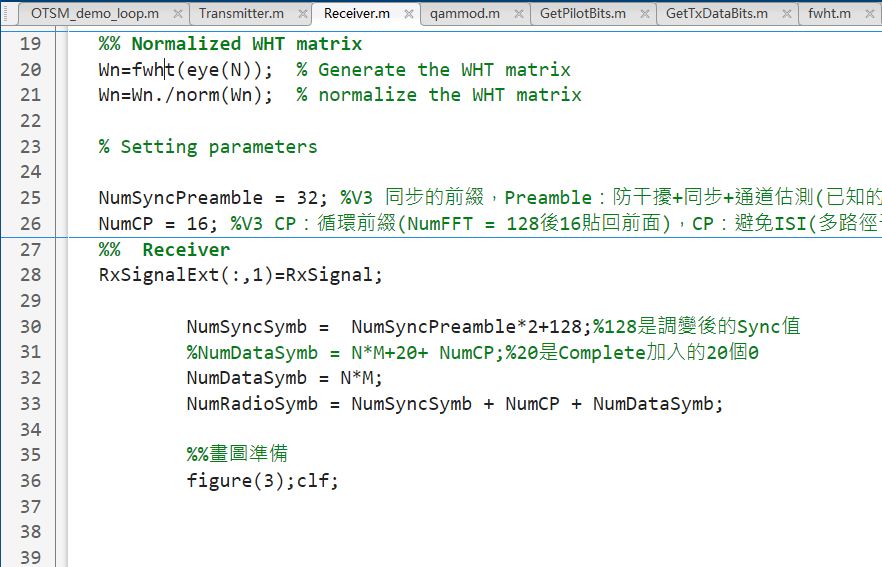 OTSM_demo_loop.m Transmitter.m Receiver.m qammod.m GetPilotBits.m GetTxDataBits.m fwht.m
19 %% Normalized WHT matrix
20 Wn=fwht(eye(N));  % Generate the WHT matrix
21 Wn=Wn./norm(Wn);  % normalize the WHT matrix
22
23 % Setting parameters
24
25 NumSyncPreamble = 32; %V3 同步的前綴，Preamble：防干擾+同步+通道估測(已知的
26 NumCP = 16; %V3 CP：循環前綴(NumFFT = 128後16貼回前面)，CP：避免ISI(多路徑
27 %%  Receiver
28 RxSignalExt(:,1)=RxSignal;
29
30         NumSyncSymb =  NumSyncPreamble*2+128;%128是調變後的Sync值
31         %NumDataSymb = N*M+20+ NumCP;%20是Complete加入的20個0
32         NumDataSymb = N*M;
33         NumRadioSymb = NumSyncSymb + NumCP + NumDataSymb;
34
35         %%畫圖準備
36         figure(3);clf;
37
38
39